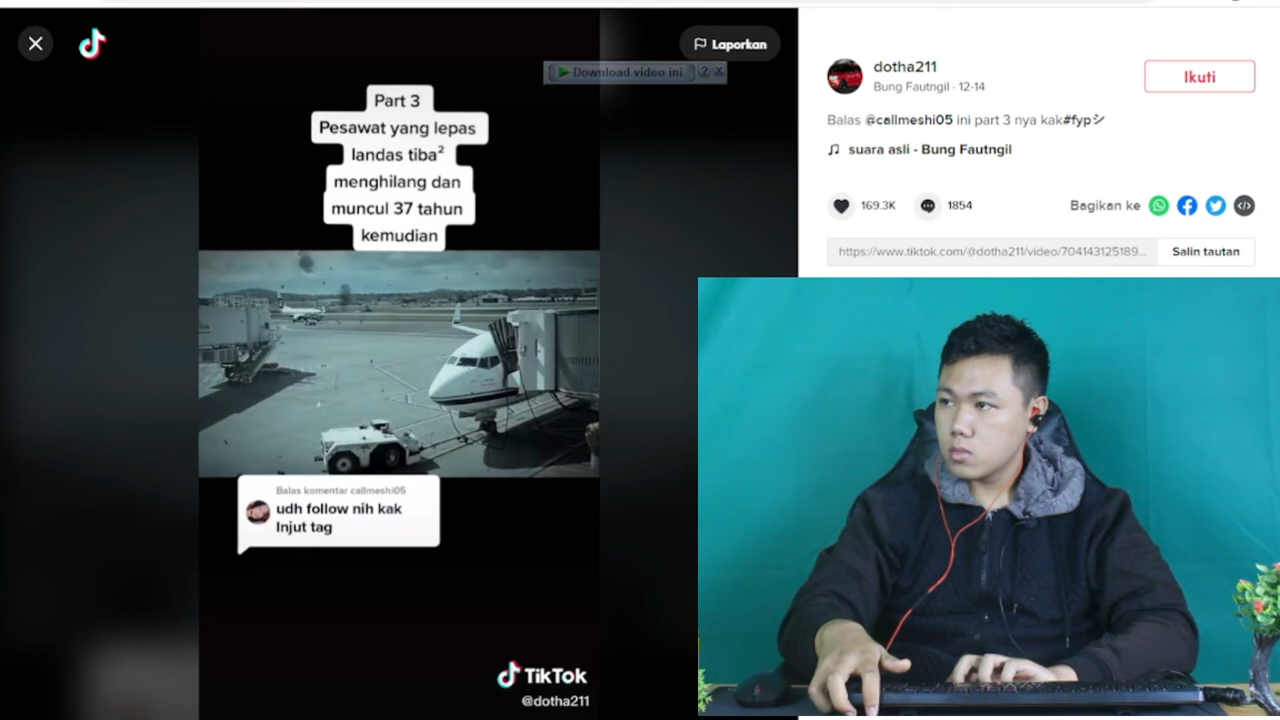 Laporkan
Download video ini ? X
Part 3
Pesawat yang lepas
landas tiba²
menghilang dan
muncul 37 tahun
kemudian
Balas komentar callmeshi05
udh follow nih kak
lnjut tag
TikTok
@dotha211
dotha211
Bung Fautngil · 12-14
Ikuti
Balas @callmeshi05 ini part 3 nya kak#fypシ
suara asli - Bung Fautngil
169.3K
1854
Bagikan ke
https://www.tiktok.com/@dotha211/video/704143125189...
Salin tautan